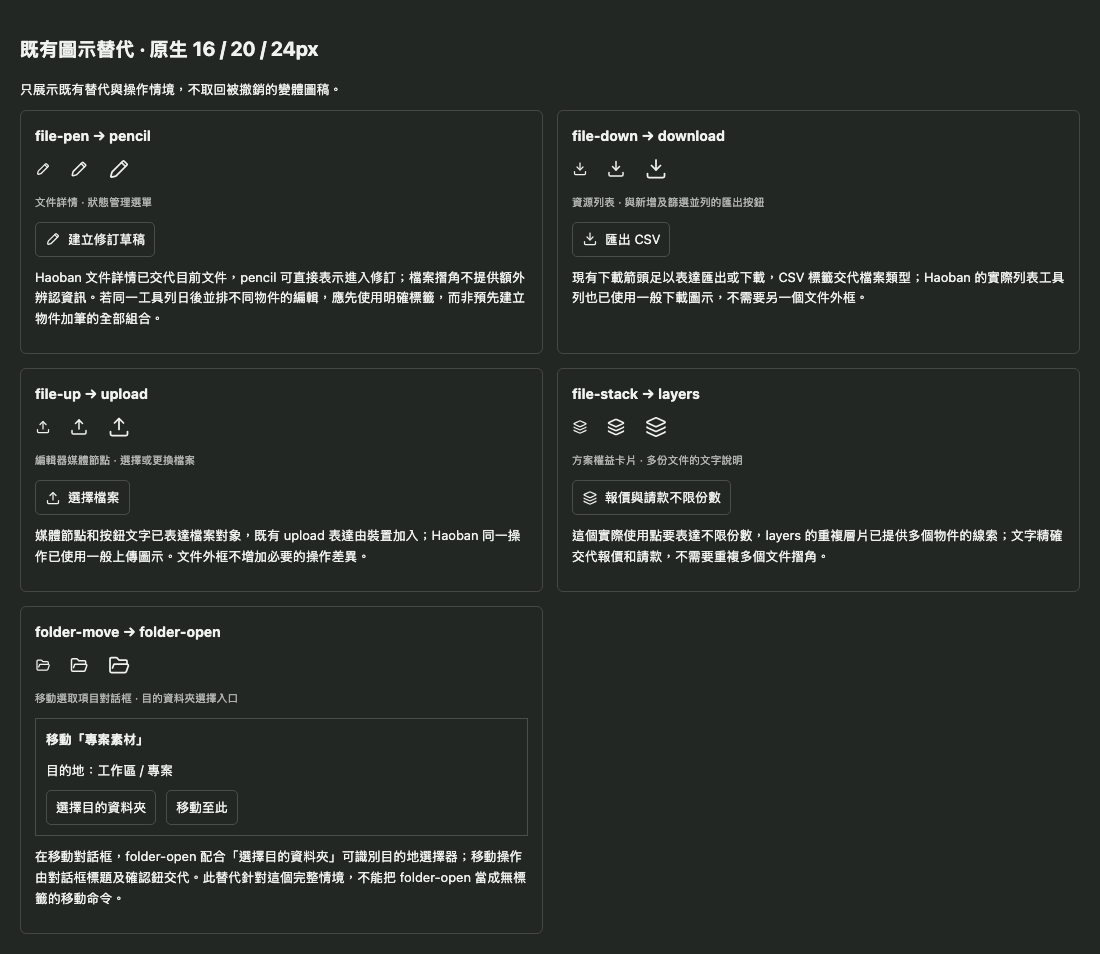 既有圖示替代 · 原生 16 / 20 / 24px
只展示既有替代與操作情境，不取回被撤銷的變體圖稿。
file-pen → pencil
文件詳情 · 狀態管理選單
建立修訂草稿
Haoban 文件詳情已交代目前文件，pencil 可直接表示進入修訂；檔案摺角不提供額外
辨認資訊。若同一工具列日後並排不同物件的編輯，應先使用明確標籤，而非預先建立
物件加筆的全部組合。
file-down → download
資源列表 · 與新增及篩選並列的匯出按鈕
匯出 CSV
現有下載箭頭足以表達匯出或下載，CSV 標籤交代檔案類型；Haoban 的實際列表工具
列也已使用一般下載圖示，不需要另一個文件外框。
file-up → upload
編輯器媒體節點 · 選擇或更換檔案
選擇檔案
媒體節點和按鈕文字已表達檔案對象，既有 upload 表達由裝置加入；Haoban 同一操
作已使用一般上傳圖示。文件外框不增加必要的操作差異。
file-stack → layers
方案權益卡片 · 多份文件的文字說明
報價與請款不限份數
這個實際使用點要表達不限份數，layers 的重複層片已提供多個物件的線索；文字精確
交代報價和請款，不需要重複多個文件摺角。
folder-move → folder-open
移動選取項目對話框 · 目的資料夾選擇入口
移動「專案素材」
目的地：工作區 / 專案
選擇目的資料夾
移動至此
在移動對話框，folder-open 配合「選擇目的資料夾」可識別目的地選擇器；移動操作
由對話框標題及確認鈕交代。此替代針對這個完整情境，不能把 folder-open 當成無標
籤的移動命令。